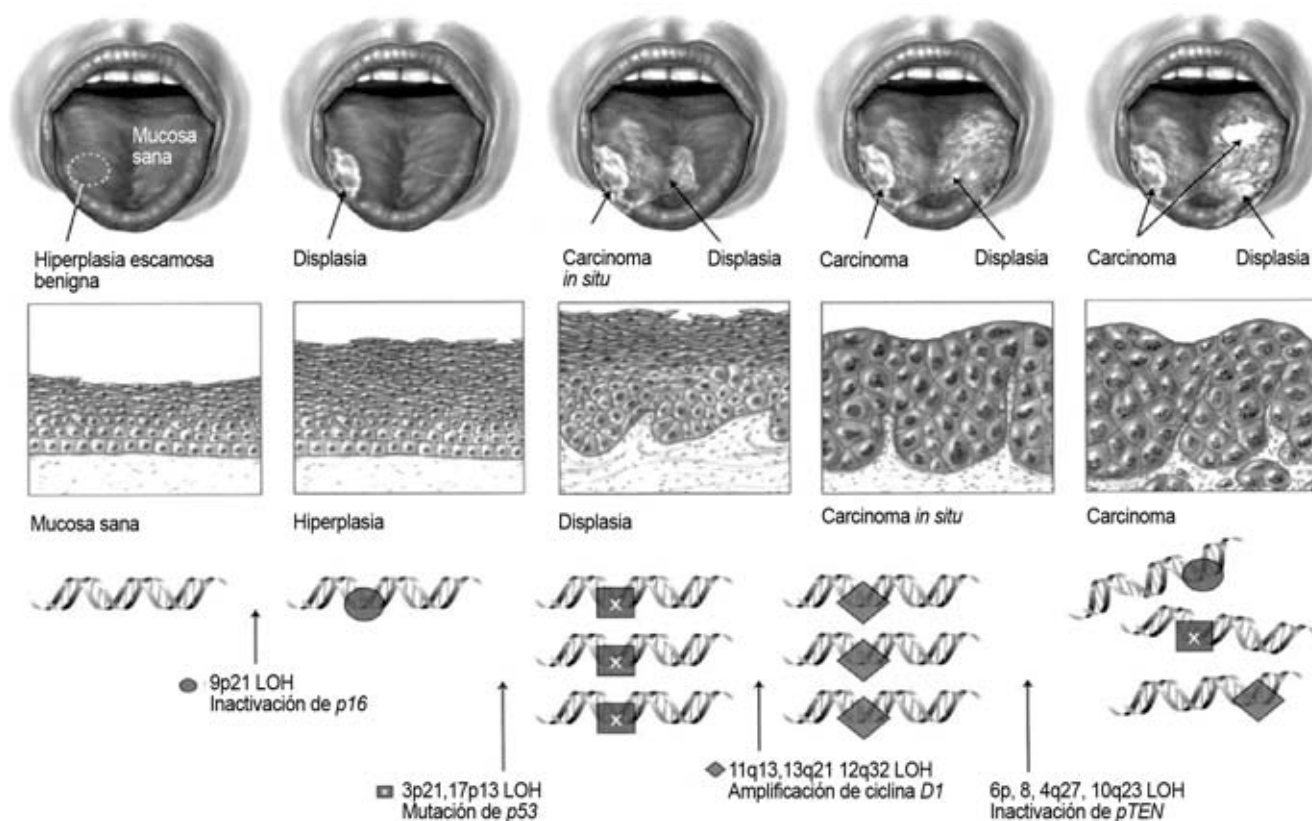 Mucosa
sana
Hiperplasia escamosa
benigna
Displasia
Carcinoma
in situ
Displasia
Carcinoma
Displasia
Carcinoma
Displasia
Mucosa sana
Hiperplasia
Displasia
Carcinoma in situ
Carcinoma
9p21 LOH
Inactivación de p16
x
x
x
3p21,17p13 LOH
Mutación de p53
11q13,13q21 12q32 LOH
Amplificación de ciclina D1
x
6p, 8, 4q27, 10q23 LOH
Inactivación de pTEN